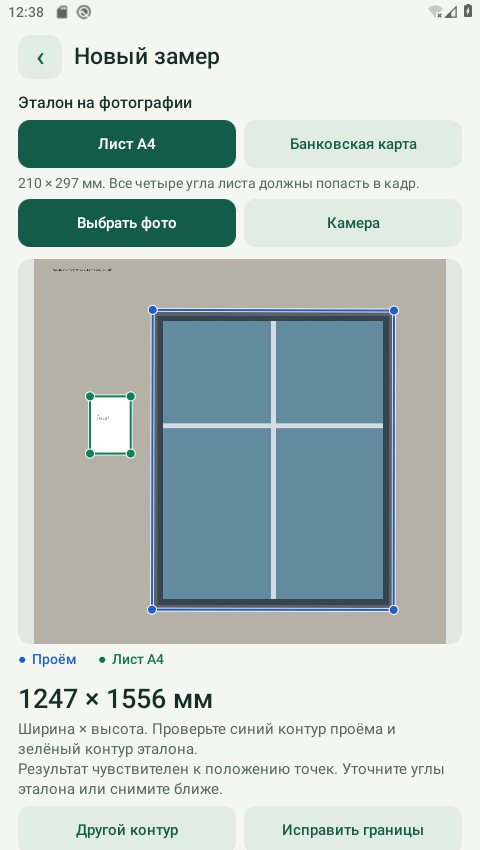 12:38
‹ Новый замер
Эталон на фотографии
Лист A4
Банковская карта
210 × 297 мм. Все четыре угла листа должны попасть в кадр.
Выбрать фото
Камера
● Проём ● Лист A4
1247 × 1556 мм
Ширина × высота. Проверьте синий контур проёма и
зелёный контур эталона.
Результат чувствителен к положению точек. Уточните углы
эталона или снимите ближе.
Другой контур
Исправить границы